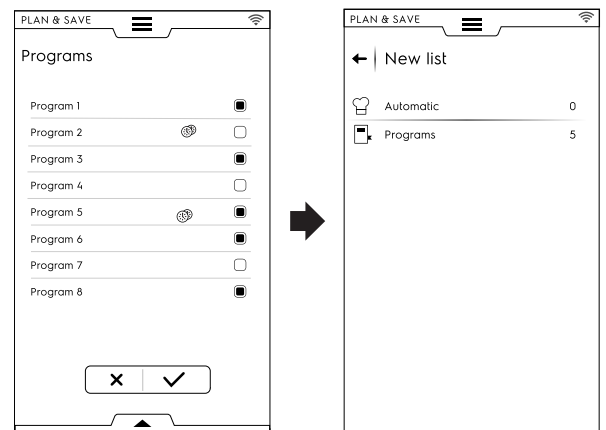 PLAN & SAVE
Programs
Program 1
Program 2
Program 3
Program 4
Program 5
Program 6
Program 7
Program 8
PLAN & SAVE
New list
Automatic 0
Programs 5